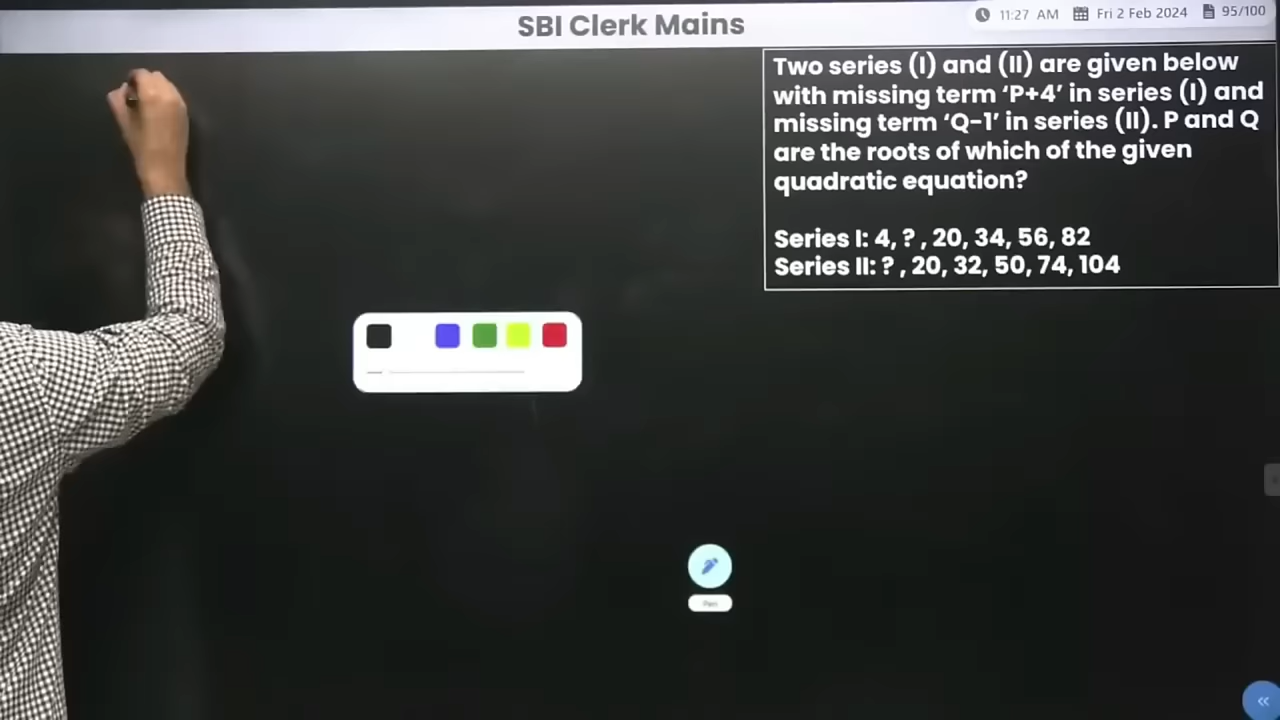 SBI Clerk Mains
11:27 AM Fri 2 Feb 2024 95/100
Two series (I) and (II) are given below
with missing term ‘P+4’ in series (I) and
missing term ‘Q-1’ in series (II). P and Q
are the roots of which of the given
quadratic equation?
Series I: 4, ? , 20, 34, 56, 82
Series II: ? , 20, 32, 50, 74, 104
Pen